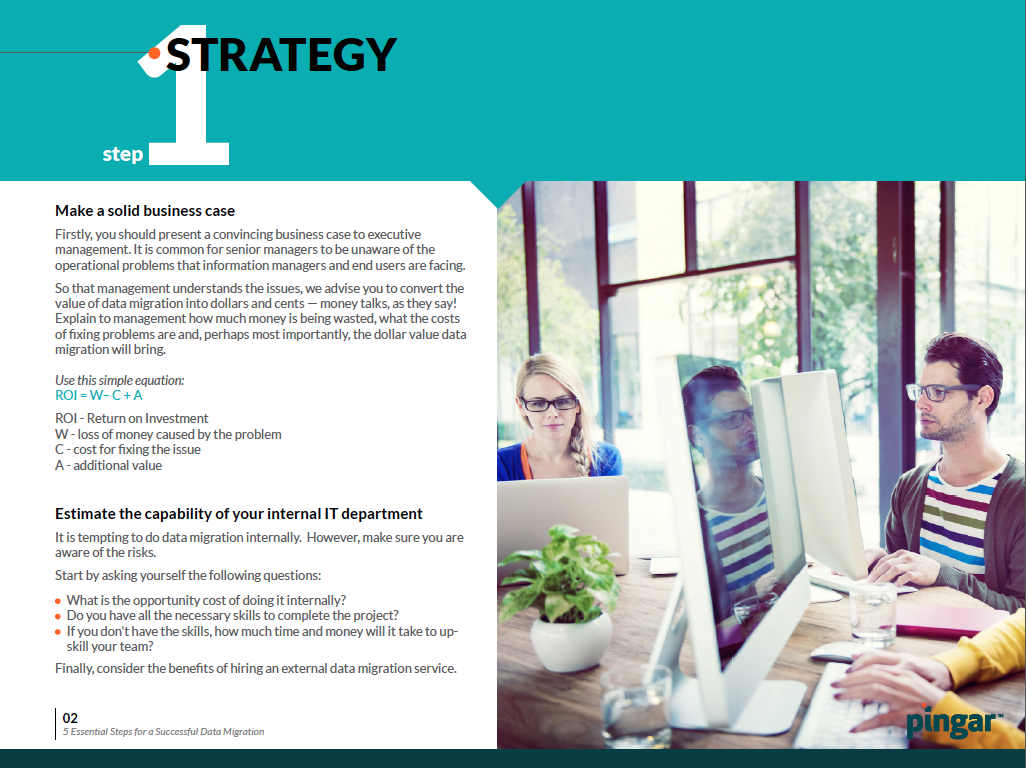 STRATEGY
step 1
Make a solid business case
Firstly, you should present a convincing business case to executive
management. It is common for senior managers to be unaware of the
operational problems that information managers and end users are facing.
So that management understands the issues, we advise you to convert the
value of data migration into dollars and cents — money talks, as they say!
Explain to management how much money is being wasted, what the costs
of fixing problems are and, perhaps most importantly, the dollar value data
migration will bring.
Use this simple equation:
ROI = W– C + A
ROI - Return on Investment
W - loss of money caused by the problem
C - cost for fixing the issue
A - additional value
Estimate the capability of your internal IT department
It is tempting to do data migration internally.  However, make sure you are
aware of the risks.
Start by asking yourself the following questions:
• What is the opportunity cost of doing it internally?
• Do you have all the necessary skills to complete the project?
• If you don't have the skills, how much time and money will it take to up-
skill your team?
Finally, consider the benefits of hiring an external data migration service.
02
5 Essential Steps for a Successful Data Migration
pingar™